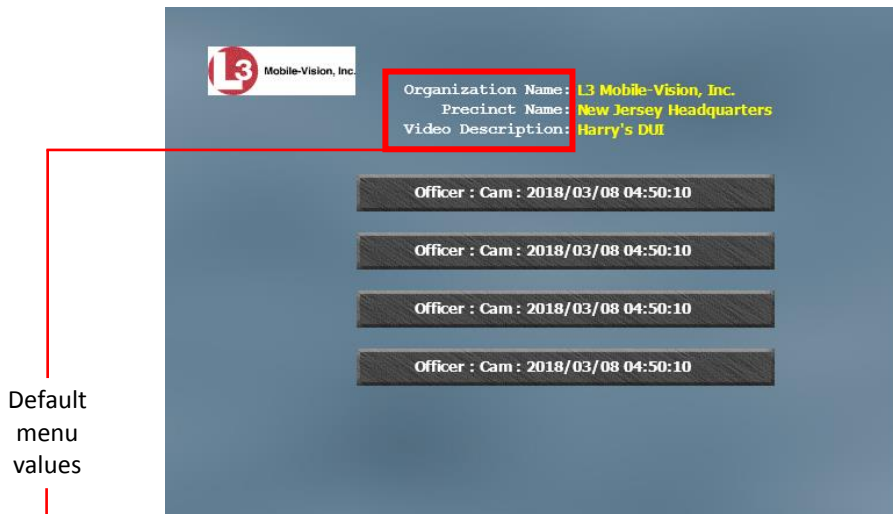 L3 Mobile-Vision, Inc.
Organization Name: L3 Mobile-Vision, Inc.
Precinct Name: New Jersey Headquarters
Video Description: Harry's DUI
Officer : Cam : 2018/03/08 04:50:10
Officer : Cam : 2018/03/08 04:50:10
Officer : Cam : 2018/03/08 04:50:10
Officer : Cam : 2018/03/08 04:50:10
Default
menu
values